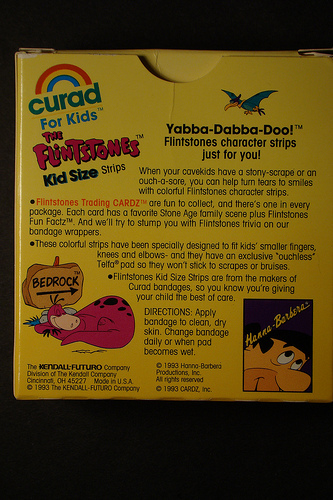 curad
For Kids™
THE
FLINTSTONES™
Kid Size Strips
Yabba-Dabba-Doo!™
Flintstones character strips
just for you!
When your cavekids have a stony-scrape or an
ouch-a-sore, you can help turn tears to smiles
with colorful Flintstones character strips.
•Flintstones Trading CARDZ™ are fun to collect, and there's one in every
package. Each card has a favorite Stone Age family scene plus Flintstones
Fun Factz™. And we'll try to stump you with Flintstones trivia on our
bandage wrappers.
•These colorful strips have been specially designed to fit kids' smaller fingers,
knees and elbows- and they have an exclusive "ouchless"
Telfa® pad so they won't stick to scrapes or bruises.
•Flintstones Kid Size Strips are from the makers of
Curad bandages, so you know you're giving
your child the best of care.
BEDROCK
DIRECTIONS: Apply
bandage to clean, dry
skin. Change bandage
daily or when pad
becomes wet.
Hanna-Barbera
The KENDALL-FUTURO Company
Division of The Kendall Company
Cincinnati, OH 45227 Made in U.S.A.
© 1993 The KENDALL-FUTURO Company
© 1993 Hanna-Barbera
Productions, Inc.
All rights reserved
© 1993 CARDZ, Inc.